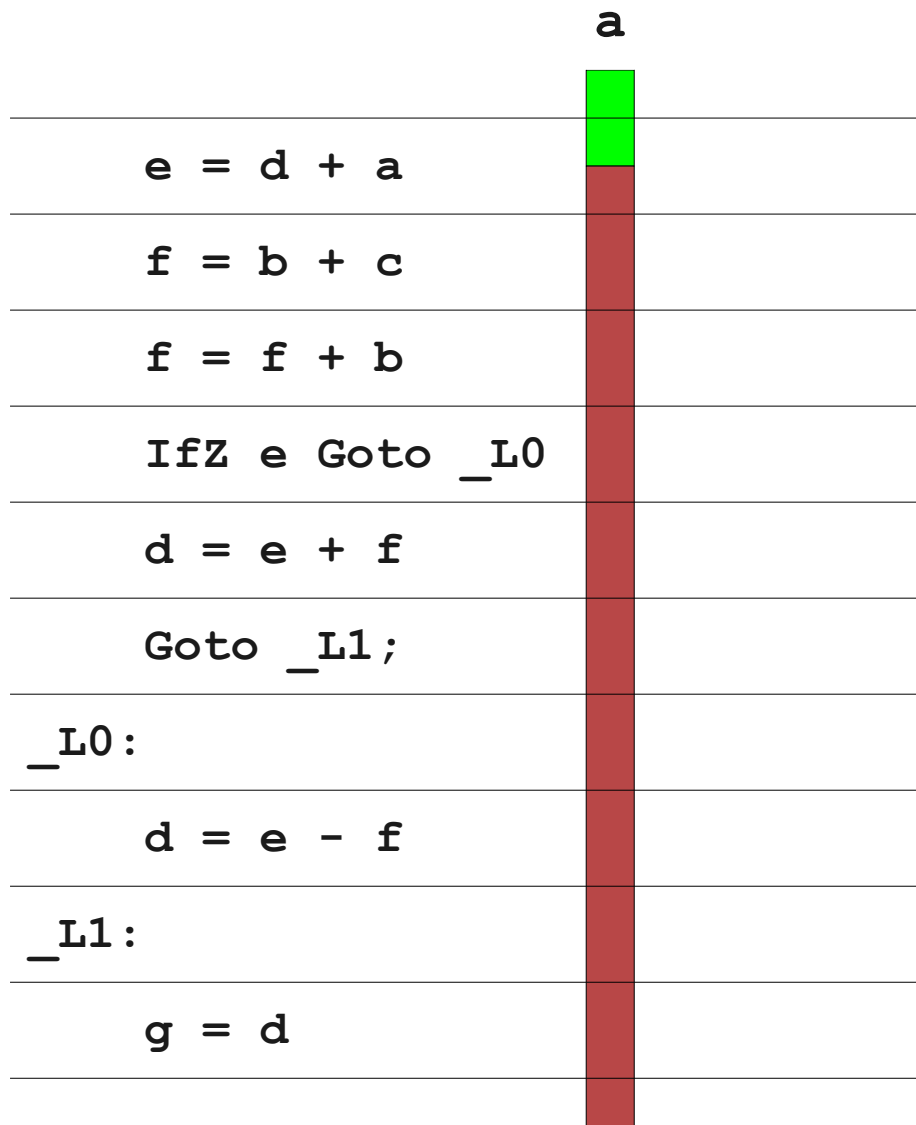 a
e = d + a
f = b + c
f = f + b
IfZ e Goto _L0
d = e + f
Goto _L1;
_L0:
d = e - f
_L1:
g = d